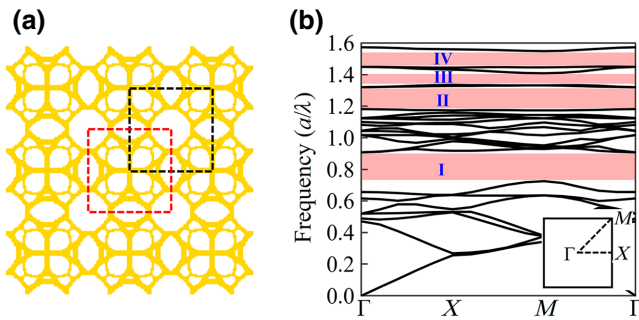 (a)
(b)
Frequency (a/λ)
1.6
1.4
1.2
1.0
0.8
0.6
0.4
0.2
0.0
IV
III
II
I
M
Γ
X
Γ
X
M
Γ